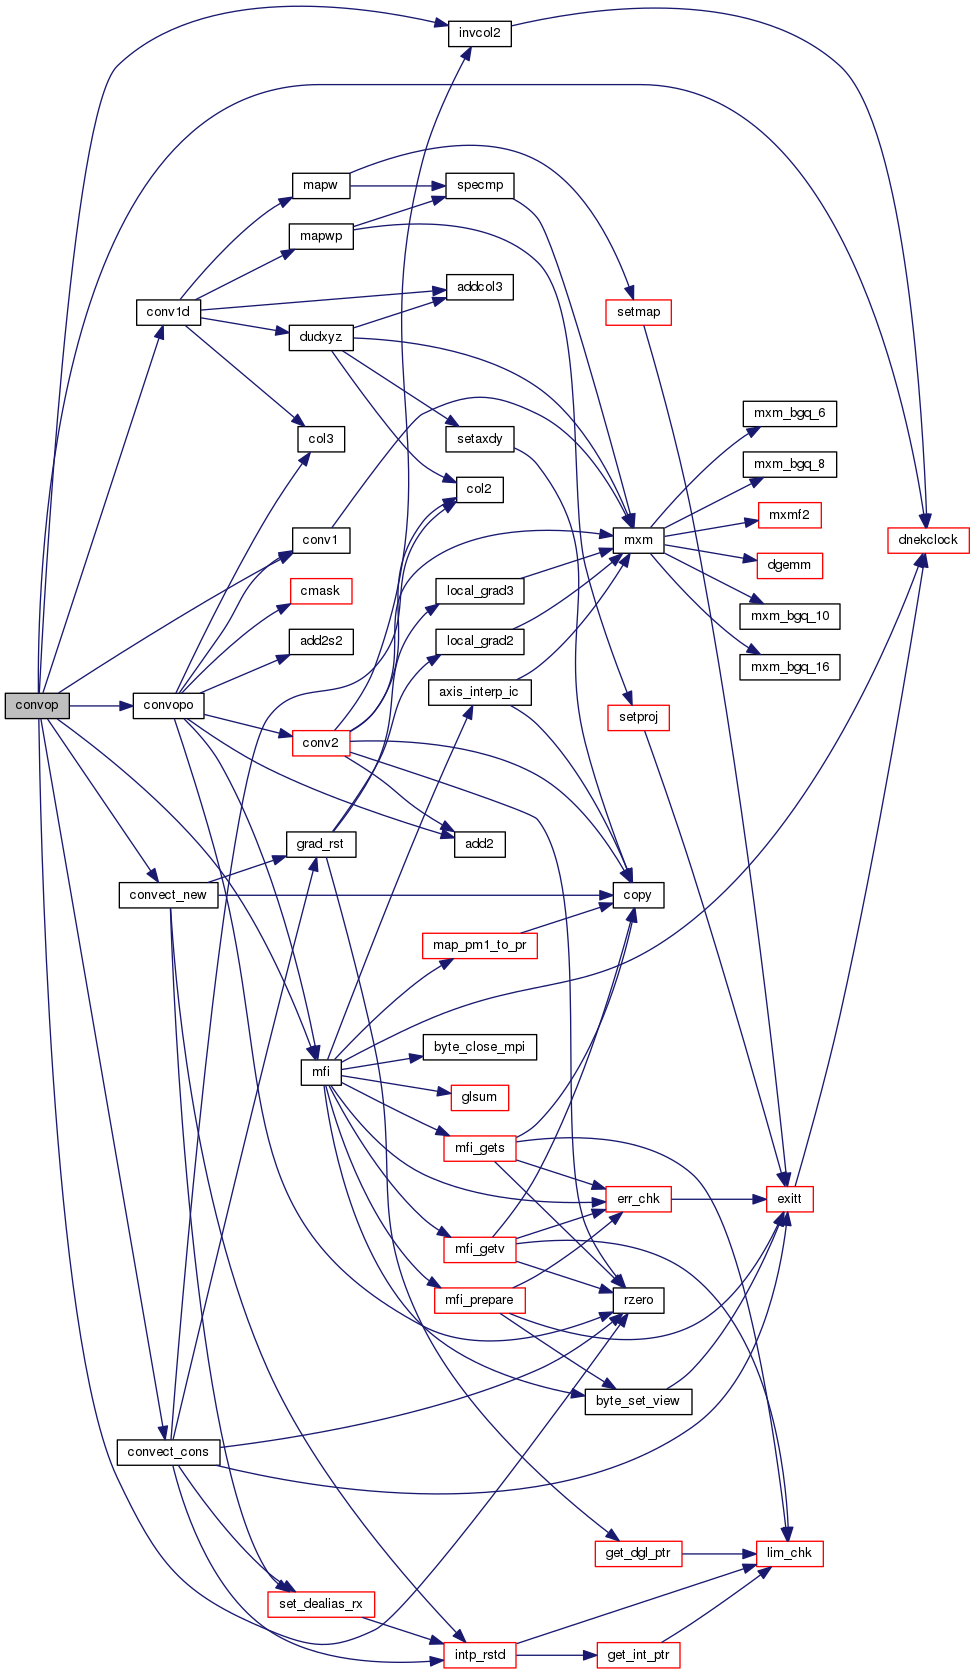 invcol2
mapw
specmp
mapwp
addcol3
conv1d
setmap
dudxyz
mxm_bgq_6
col3
setaxdy
mxm_bgq_8
col2
mxmf2
conv1
mxm
dnekclock
dgemm
cmask
local_grad3
mxm_bgq_10
add2s2
local_grad2
mxm_bgq_16
axis_interp_ic
convop
convopo
setproj
conv2
grad_rst
add2
convect_new
copy
map_pm1_to_pr
byte_close_mpi
mfi
glsum
mfi_gets
err_chk
exitt
mfi_getv
mfi_prepare
rzero
byte_set_view
convect_cons
get_dgl_ptr
lim_chk
set_dealias_rx
intp_rstd
get_int_ptr